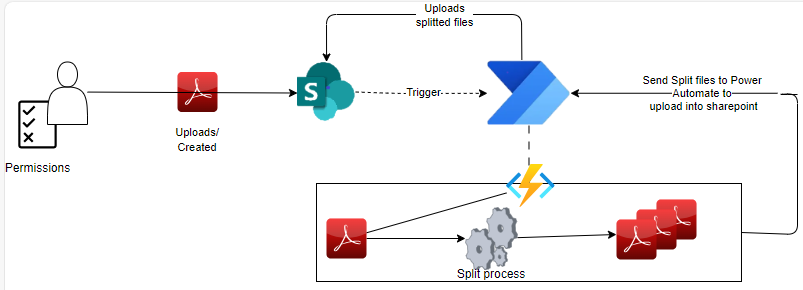 Uploads
splitted files
S
Trigger
Send Split files to Power
Automate to
upload into sharepoint
Uploads/
Created
Permissions
Split process